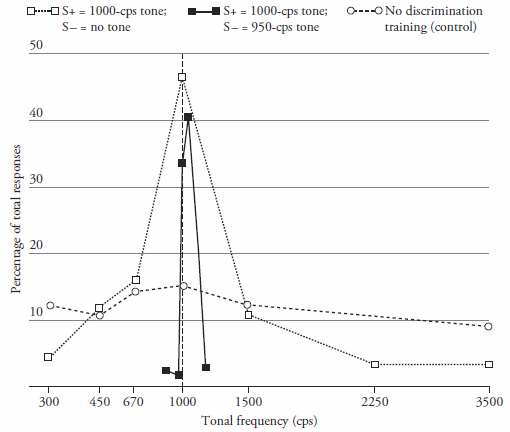 S+ = 1000-cps tone; S+ = 1000-cps tone; No discrimination
S− = no tone S− = 950-cps tone training (control)
50
40
30
20
10
Percentage of total responses
300 450 670 1000 1500 2250 3500
Tonal frequency (cps)